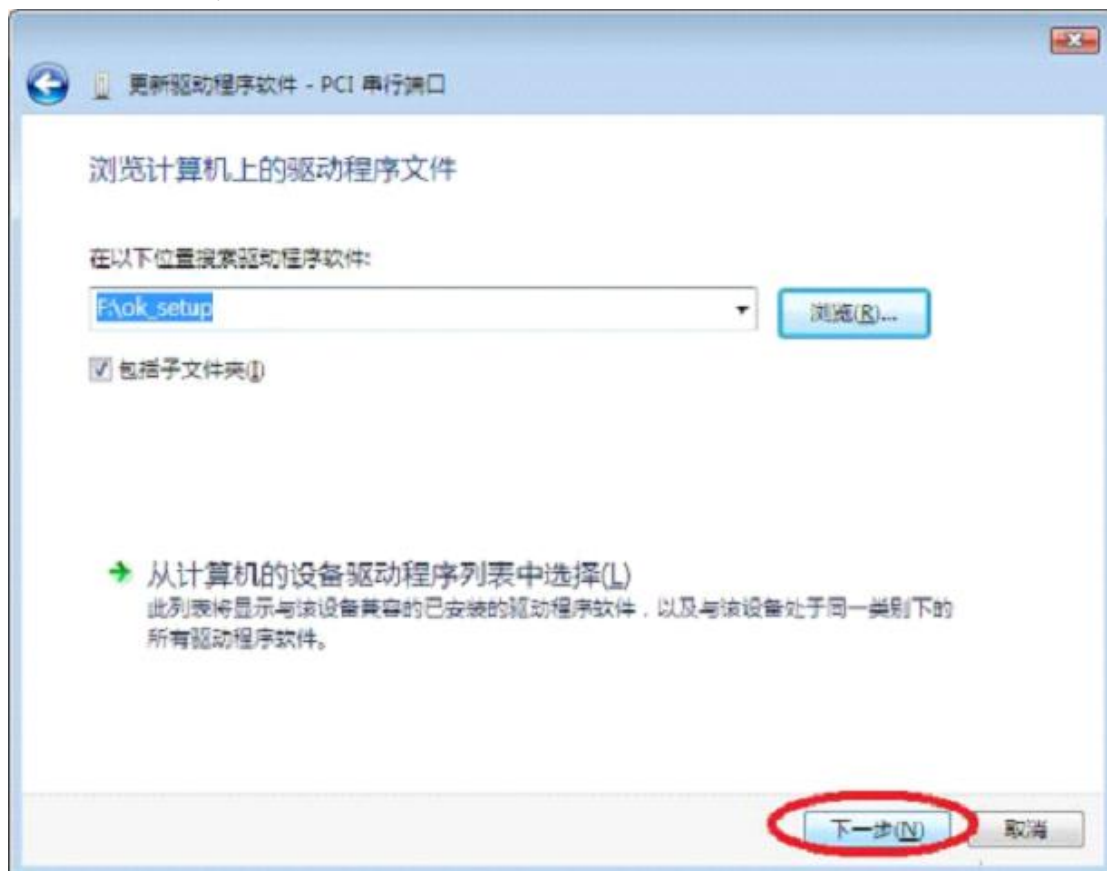 更新驱动程序软件 - PCI 串行端口
浏览计算机上的驱动程序文件
在以下位置搜索驱动程序软件:
F:\ok_setup
浏览(R)...
包括子文件夹(I)
从计算机的设备驱动程序列表中选择(L)
此列表将显示与该设备兼容的已安装的驱动程序软件，以及与该设备处于同一类别下的
所有驱动程序软件。
下一步(N)
取消